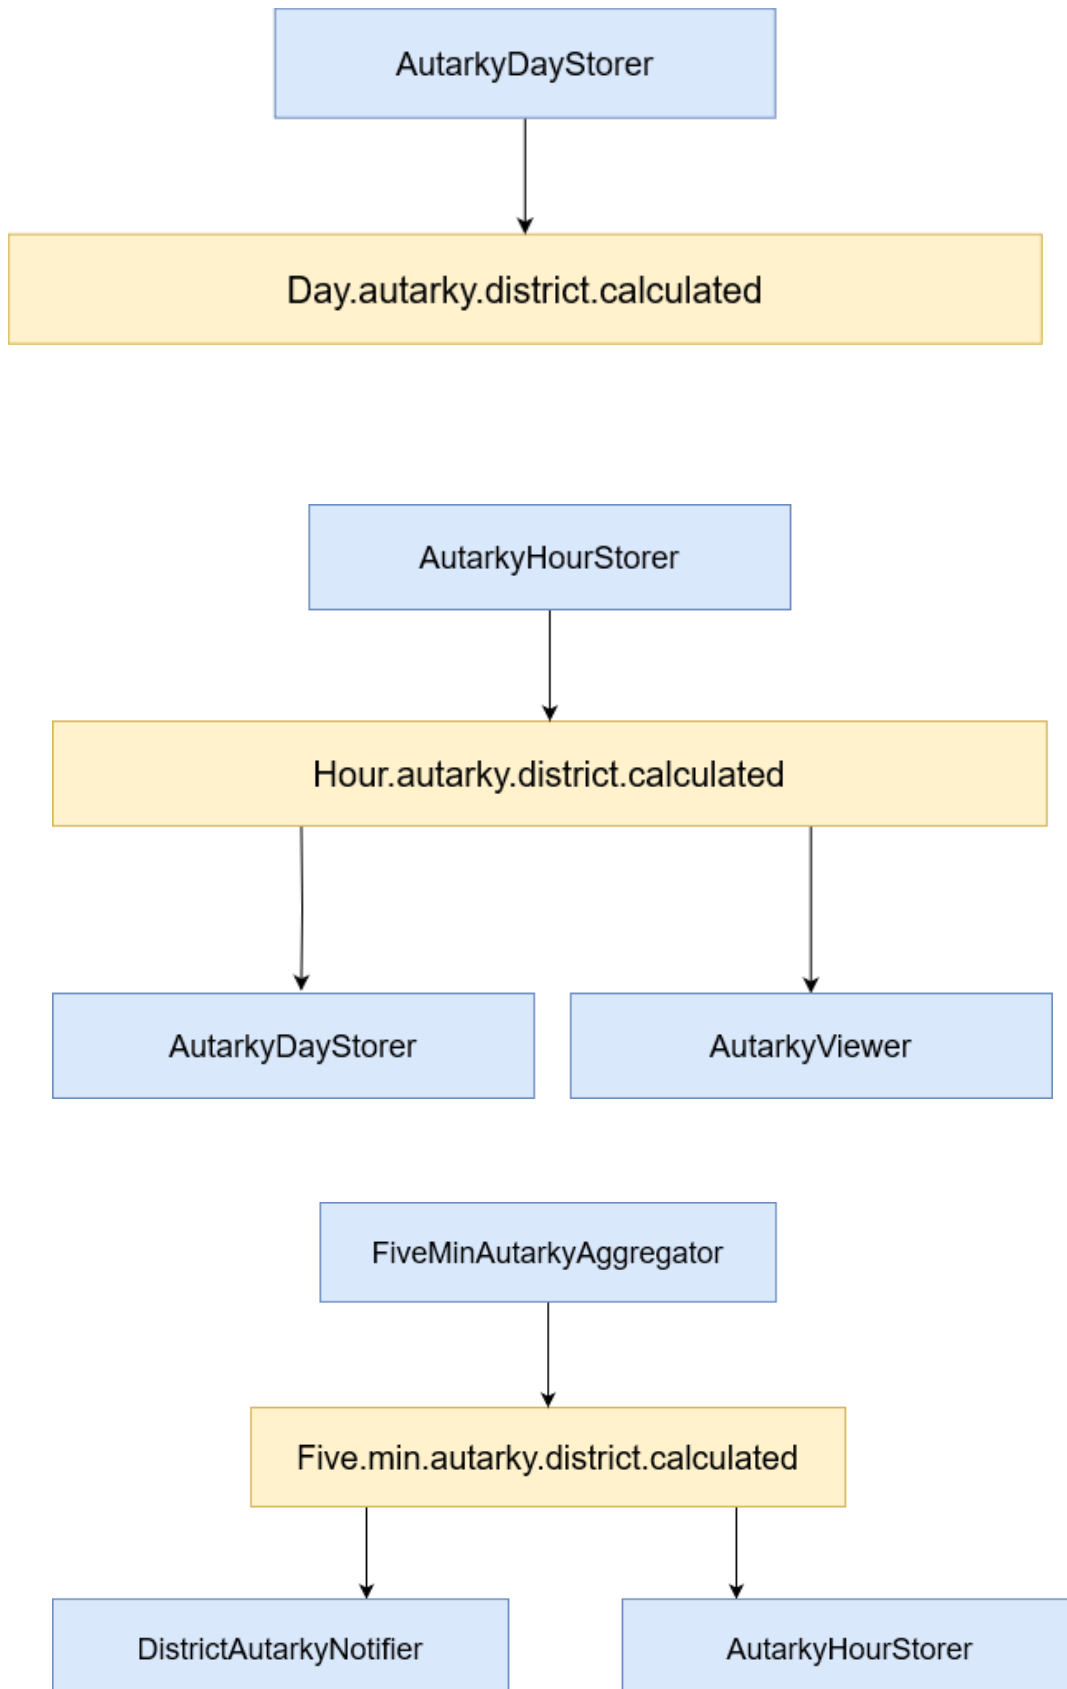 AutarkyDayStorer
Day.autarky.district.calculated
AutarkyHourStorer
Hour.autarky.district.calculated
AutarkyDayStorer
AutarkyViewer
FiveMinAutarkyAggregator
Five.min.autarky.district.calculated
DistrictAutarkyNotifier
AutarkyHourStorer